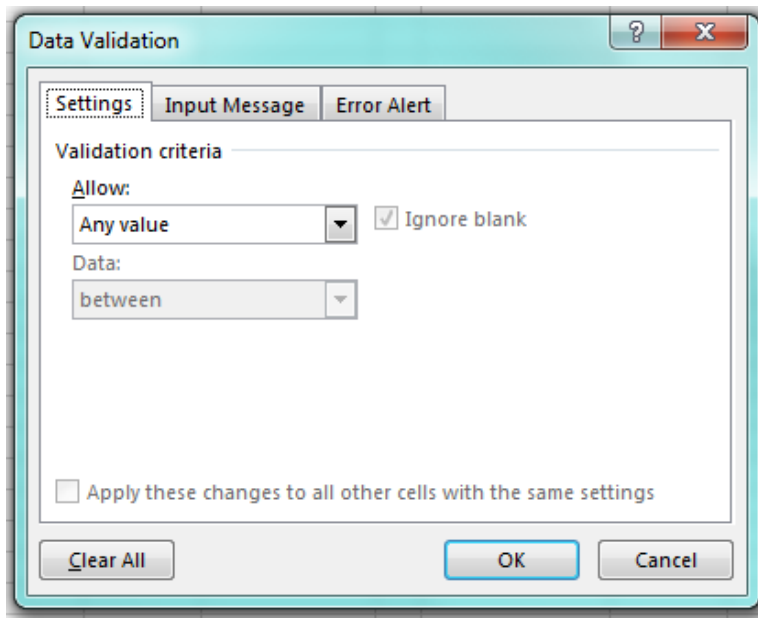 Data Validation
?
Settings Input Message Error Alert
Validation criteria
Allow:
Any value Ignore blank
Data:
between
Apply these changes to all other cells with the same settings
Clear All OK Cancel